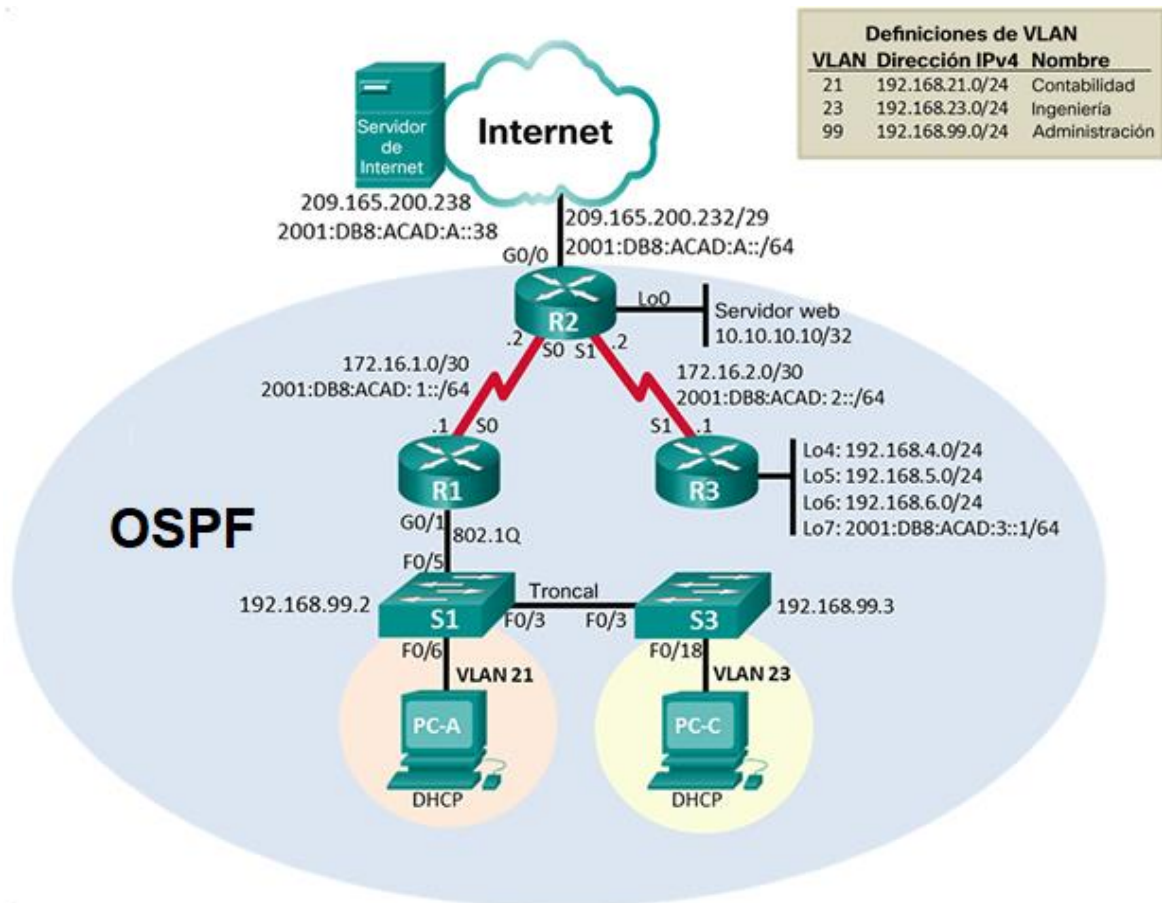 Definiciones de VLAN
VLAN Dirección IPv4 Nombre
21 192.168.21.0/24 Contabilidad
23 192.168.23.0/24 Ingeniería
99 192.168.99.0/24 Administración
Servidor
de
Internet
Internet
209.165.200.238
2001:DB8:ACAD:A::38
209.165.200.232/29
2001:DB8:ACAD:A::/64
G0/0
R2
Lo0
Servidor web
10.10.10.10/32
.2
S0
S1
.2
172.16.1.0/30
2001:DB8:ACAD: 1::/64
172.16.2.0/30
2001:DB8:ACAD: 2::/64
.1
S0
S1
.1
R1
R3
Lo4: 192.168.4.0/24
Lo5: 192.168.5.0/24
Lo6: 192.168.6.0/24
Lo7: 2001:DB8:ACAD:3::1/64
OSPF
G0/1
802.1Q
F0/5
Troncal
192.168.99.2
S1
F0/3
F0/3
S3
192.168.99.3
F0/6
F0/18
VLAN 21
VLAN 23
PC-A
PC-C
DHCP
DHCP